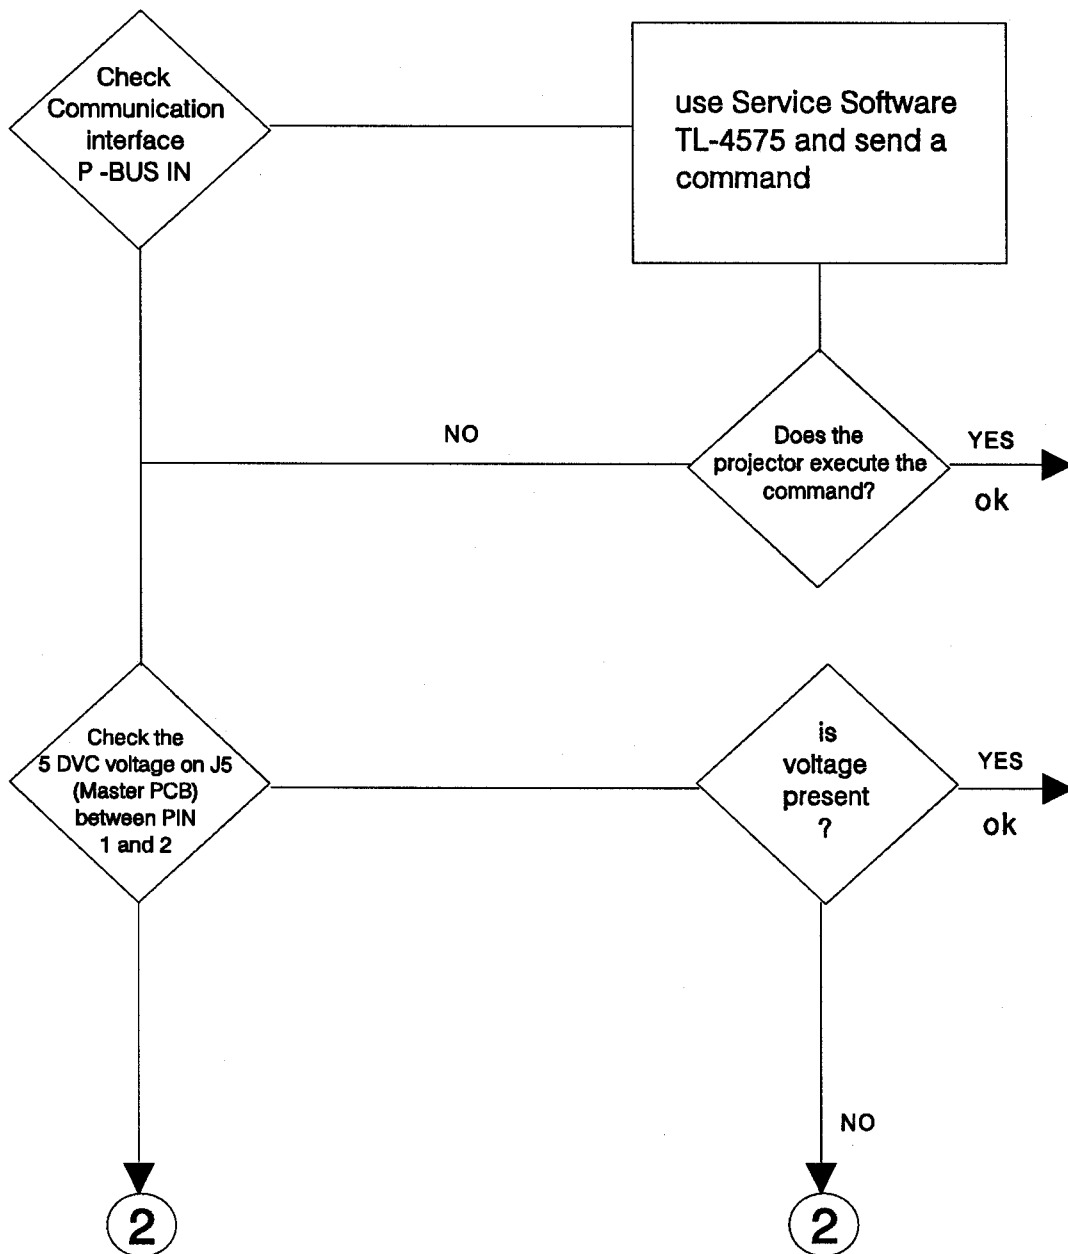 Check
Communication
interface
P -BUS IN
use Service Software
TL-4575 and send a
command
NO
Does the
projector execute the
command?
YES
ok
Check the
5 DVC voltage on J5
(Master PCB)
between PIN
1 and 2
is
voltage
present
?
YES
ok
NO
2
2